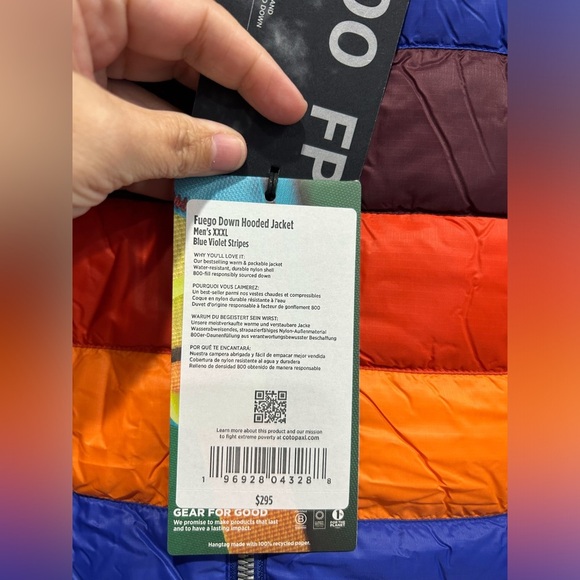 AND
D DOWN
OO FP
Fuego Down Hooded Jacket
Men's XXXL
Blue Violet Stripes
WHY YOU'LL LOVE IT:
Our bestselling warm & packable jacket
Water-resistant, durable nylon shell
800-fill responsibly sourced down
POURQUOI VOUS L'AIMEREZ:
Un best-seller parmi nos vestes chaudes et compressibles
Coque en nylon durable résistante à l'eau
Duvet d'origine responsable à facteur de gonflement 800
WARUM DU BEGEISTERT SEIN WIRST:
Unsere meistverkaufte warme und verstaubare Jacke
Wasserabweisendes, strapazierfähiges Nylon-Außenmaterial
800er-Daunenfüllung aus verantwortungsbewusster Beschaffung
POR QUÉ TE ENCANTARÁ:
Nuestra campera abrigada y fácil de empacar mejor vendida
Cobertura de nylon resistente al agua y duradera
Relleno de densidad 800 obtenido de manera responsable
Learn more about this product and our mission
to fight extreme poverty at cotopaxi.com
1 96928 04328 8
$295
GEAR FOR GOOD
We promise to make products that last
and to have a lasting impact.
Hangtag Made with 100% recycled paper.